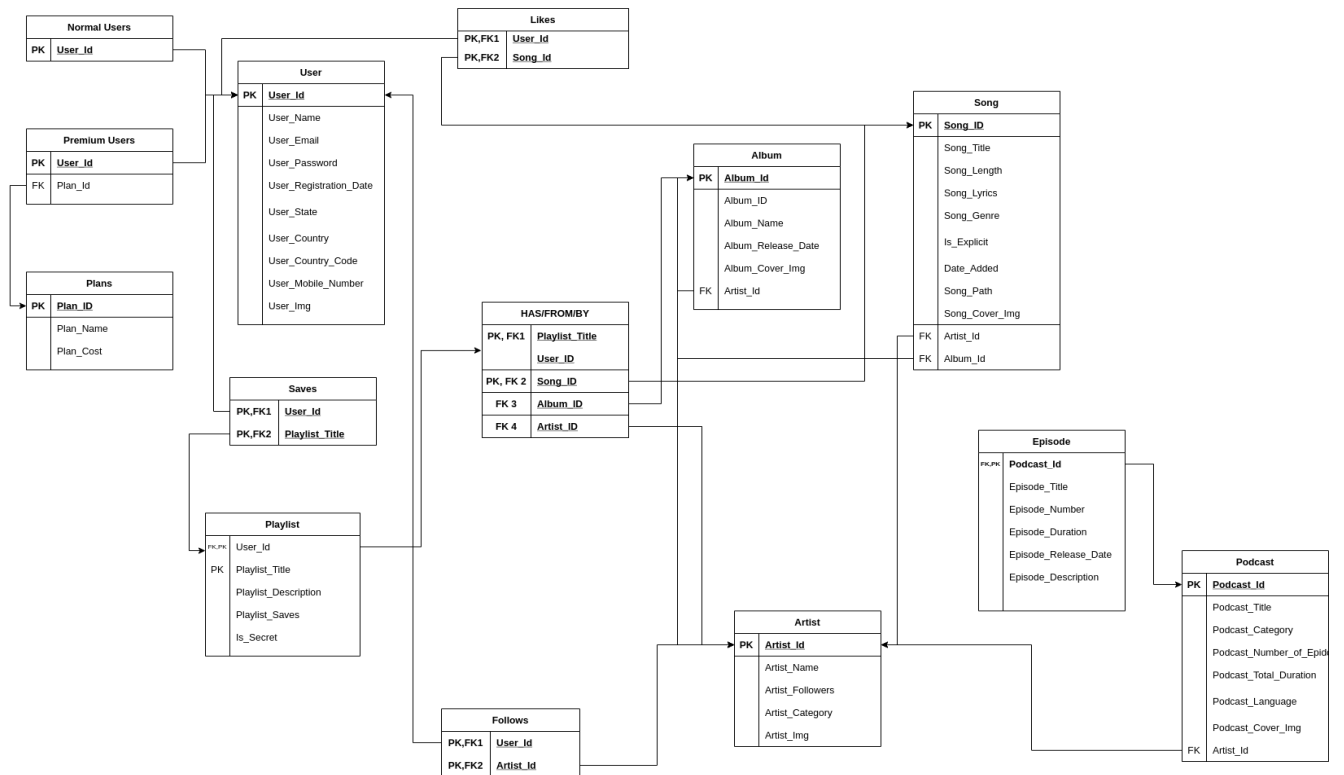 Normal Users
PK User_Id
Premium Users
PK User_Id
FK Plan_Id
Plans
PK Plan_ID
Plan_Name
Plan_Cost
User
PK User_Id
User_Name
User_Email
User_Password
User_Registration_Date
User_State
User_Country
User_Country_Code
User_Mobile_Number
User_Img
Likes
PK,FK1 User_Id
PK,FK2 Song_Id
Saves
PK,FK1 User_Id
PK,FK2 Playlist_Title
Playlist
FK,PK User_Id
PK Playlist_Title
Playlist_Description
Playlist_Saves
Is_Secret
HAS/FROM/BY
PK, FK1 Playlist_Title
User_ID
PK, FK 2 Song_ID
FK 3 Album_ID
FK 4 Artist_ID
Album
PK Album_Id
Album_ID
Album_Name
Album_Release_Date
Album_Cover_Img
FK Artist_Id
Song
PK Song_ID
Song_Title
Song_Length
Song_Lyrics
Song_Genre
Is_Explicit
Date_Added
Song_Path
Song_Cover_Img
FK Artist_Id
FK Album_Id
Episode
FK,PK Podcast_Id
Episode_Title
Episode_Number
Episode_Duration
Episode_Release_Date
Episode_Description
Podcast
PK Podcast_Id
Podcast_Title
Podcast_Category
Podcast_Number_of_Epid
Podcast_Total_Duration
Podcast_Language
Podcast_Cover_Img
FK Artist_Id
Artist
PK Artist_Id
Artist_Name
Artist_Followers
Artist_Category
Artist_Img
Follows
PK,FK1 User_Id
PK,FK2 Artist_Id